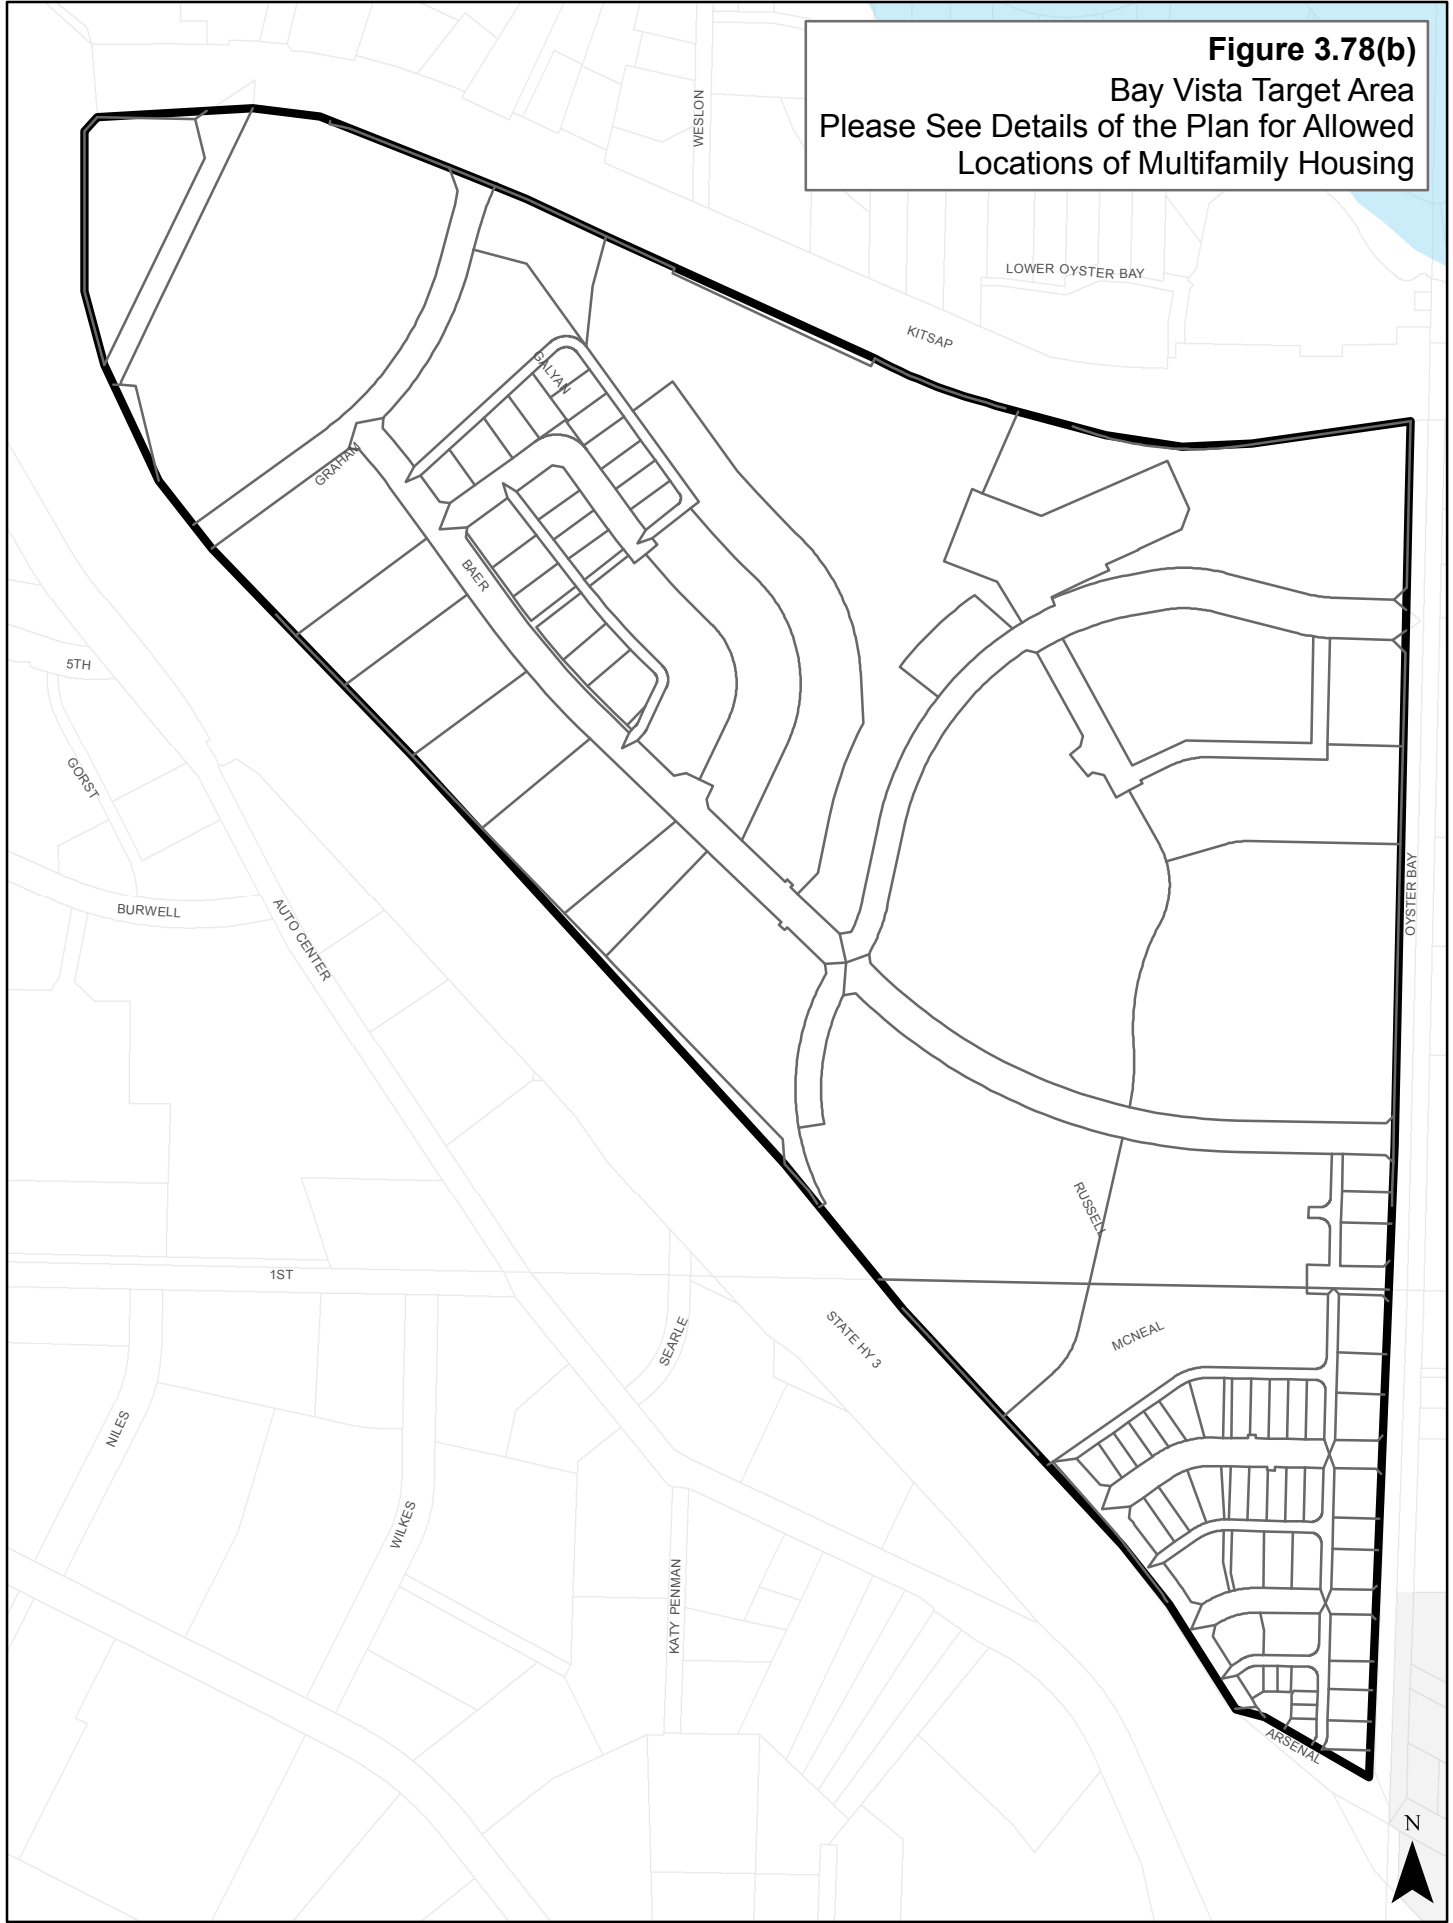 Figure 3.78(b)
Bay Vista Target Area
Please See Details of the Plan for Allowed
Locations of Multifamily Housing
WESLON
LOWER OYSTER BAY
KITSAP
GALYAN
GRAHAM
BAER
5TH
GORST
BURWELL
AUTO CENTER
OYSTER BAY
RUSSELL
1ST
STATE HY 3
SEARLE
MCNEAL
NILES
WILKES
KATY PENMAN
ARSENAL
N